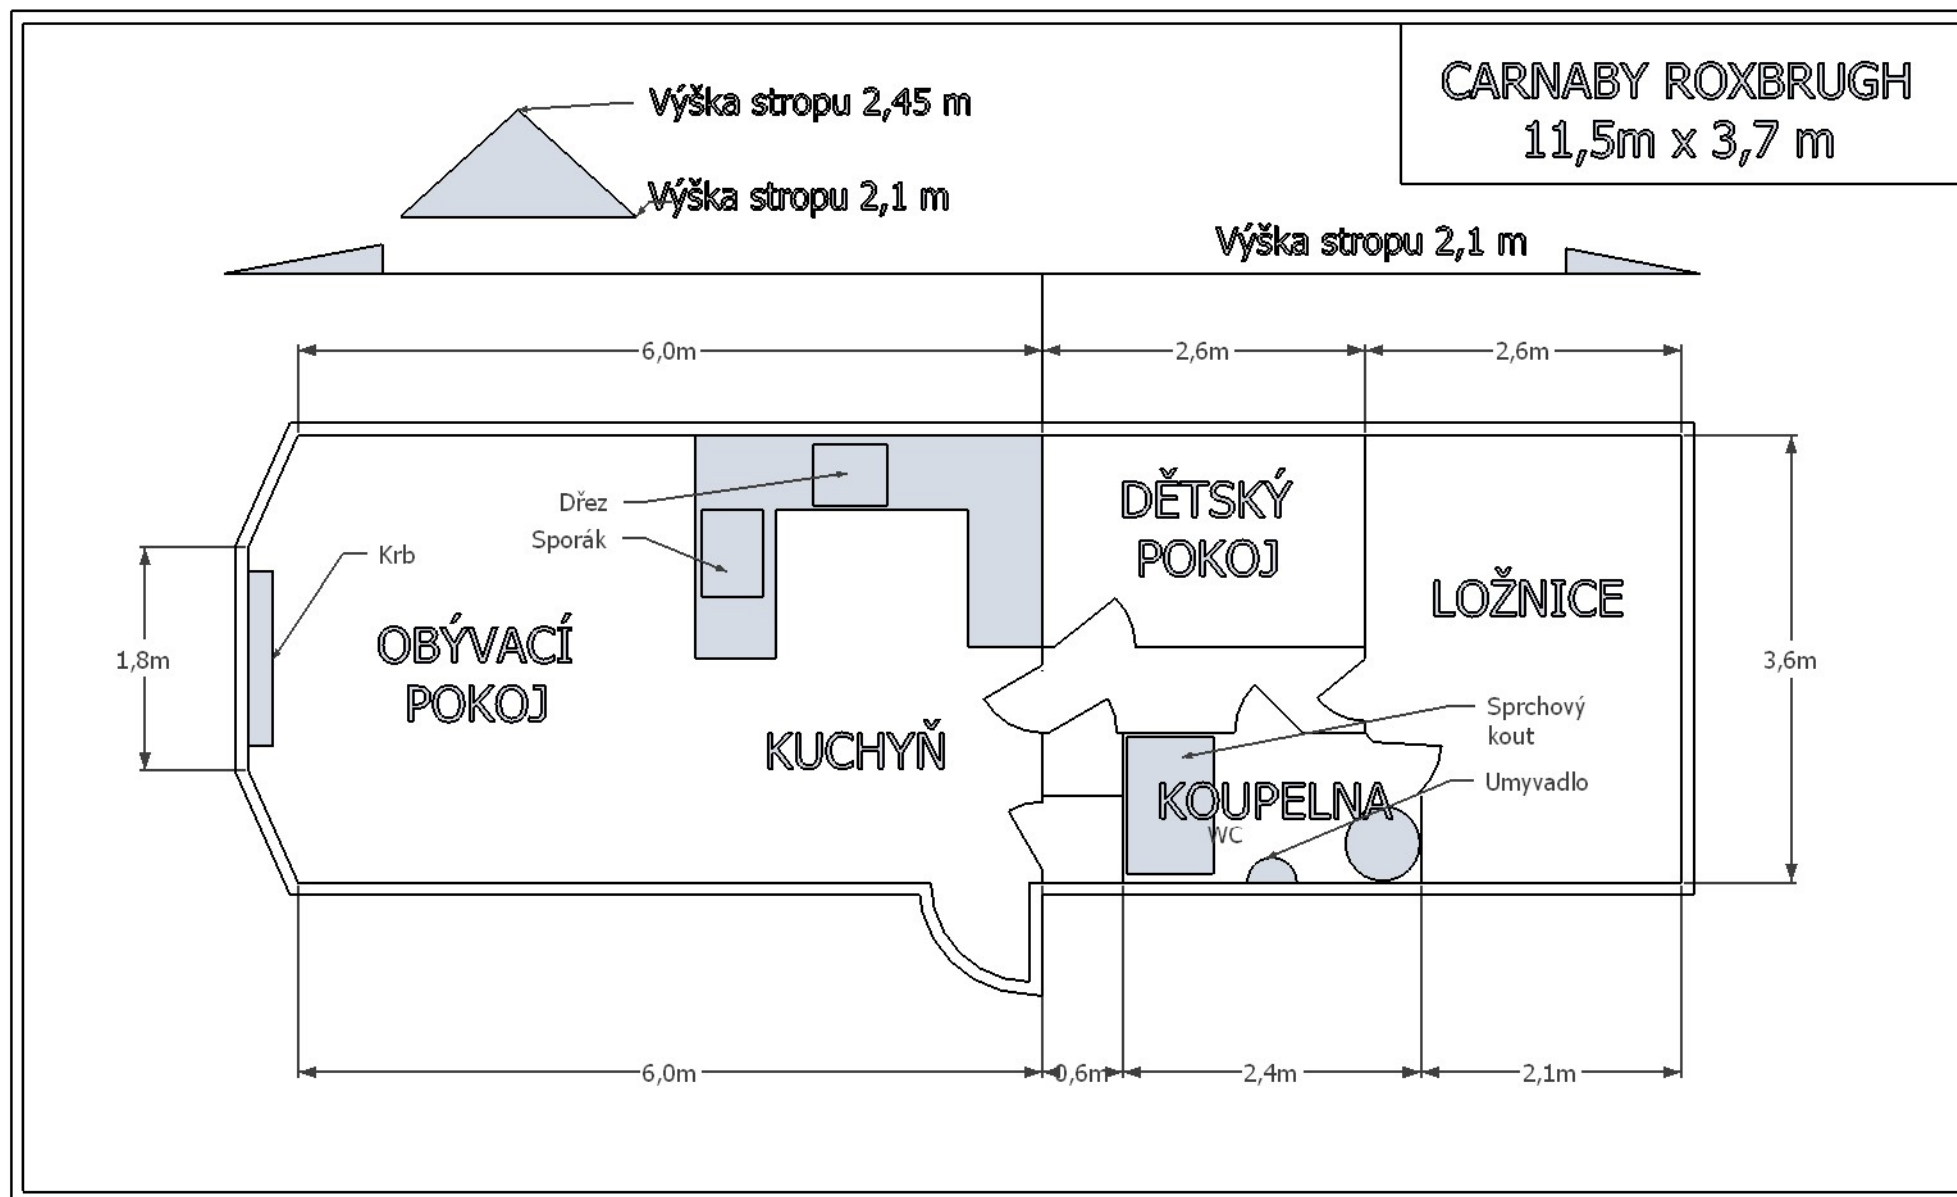 CARNABY ROXBRUGH
11,5m x 3,7 m
Výška stropu 2,45 m
Výška stropu 2,1 m
Výška stropu 2,1 m
6,0m
2,6m
2,6m
Dřez
Sporák
Krb
DĚTSKÝ
POKOJ
LOŽNICE
OBÝVACÍ
POKOJ
1,8m
3,6m
KUCHYŇ
Sprchový
kout
Umyvadlo
KOUPELNA
WC
6,0m
0,6m
2,4m
2,1m